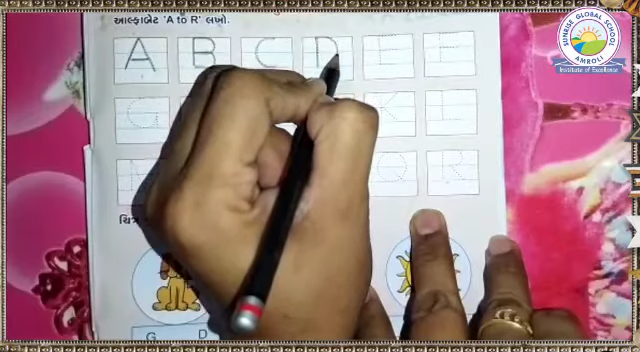 આલ્ફાબેટ 'A to R' લખો.
A B C D E F
G K L
Q R
ચિત્ર
G D
SUNRISE GLOBAL SCHOOL
AMROLI
Institute of Excellence